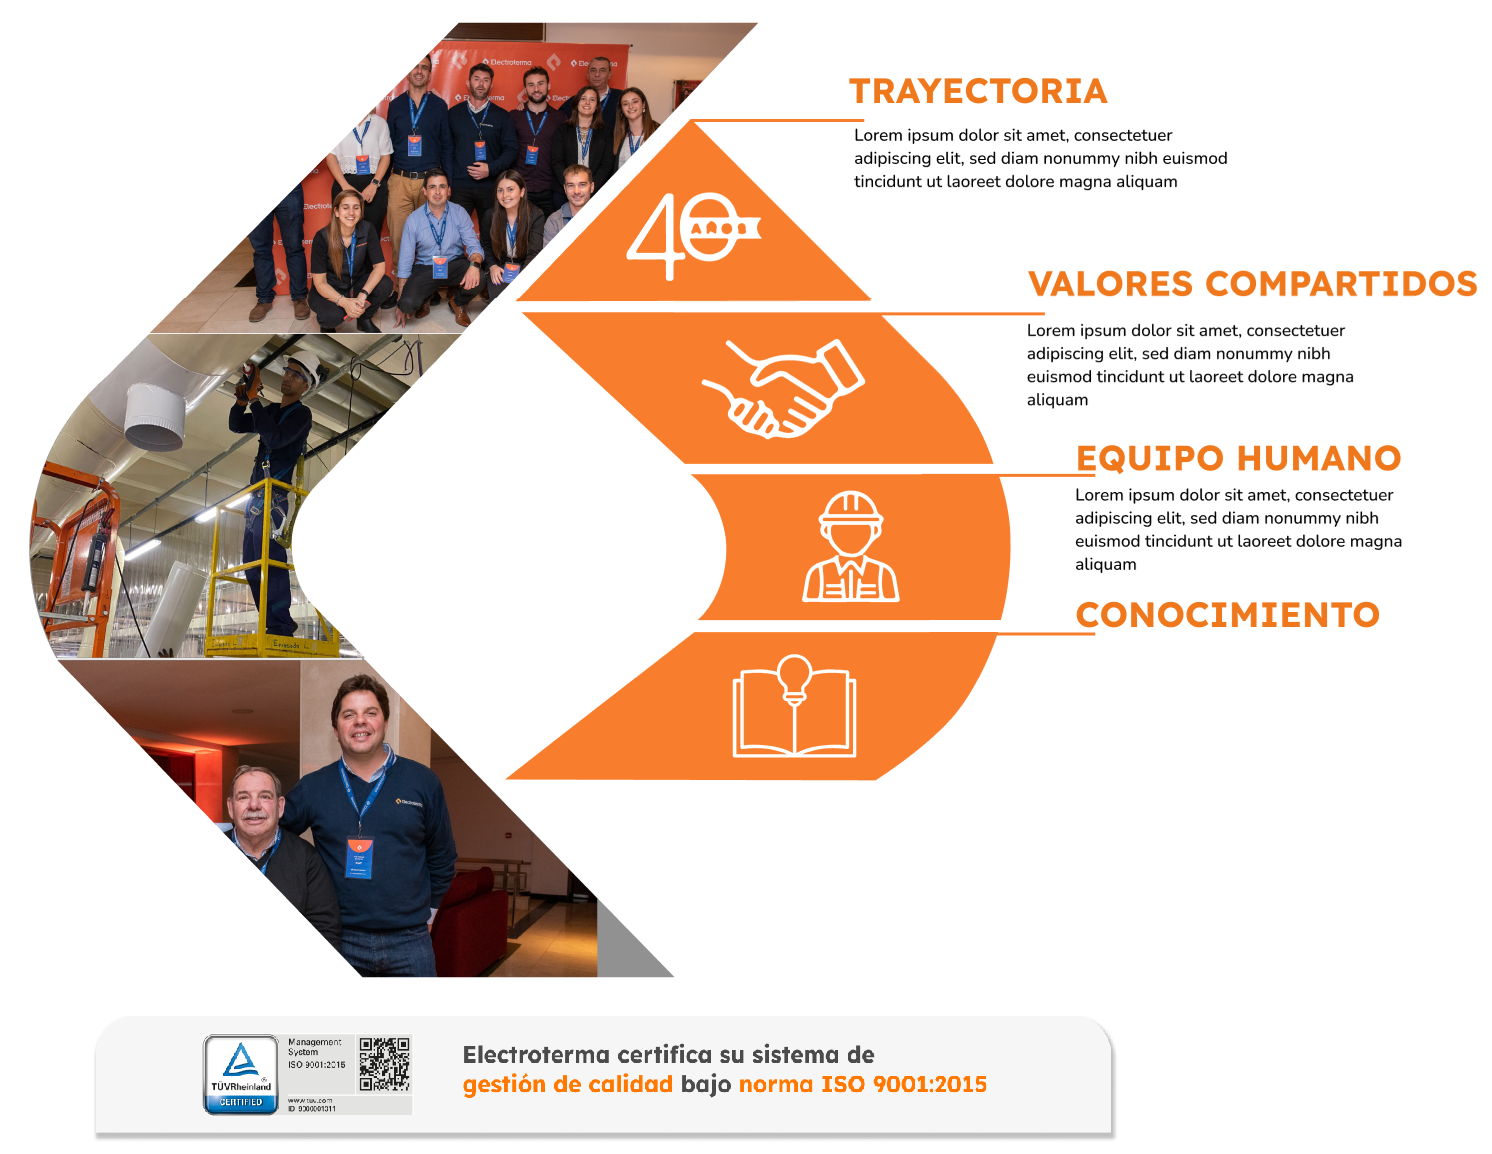 Electroterma
TRAYECTORIA
Lorem ipsum dolor sit amet, consectetuer
adipiscing elit, sed diam nonummy nibh euismod
tincidunt ut laoreet dolore magna aliquam
40
AÑOS
VALORES COMPARTIDOS
Lorem ipsum dolor sit amet, consectetuer
adipiscing elit, sed diam nonummy nibh
euismod tincidunt ut laoreet dolore magna
aliquam
EQUIPO HUMANO
Lorem ipsum dolor sit amet, consectetuer
adipiscing elit, sed diam nonummy nibh
euismod tincidunt ut laoreet dolore magna
aliquam
CONOCIMIENTO
Electroterma
TÜVRheinland
CERTIFIED
Management
System
ISO 9001:2015
www.tuv.com
ID 9000001311
Electroterma certifica su sistema de
gestión de calidad bajo norma ISO 9001:2015